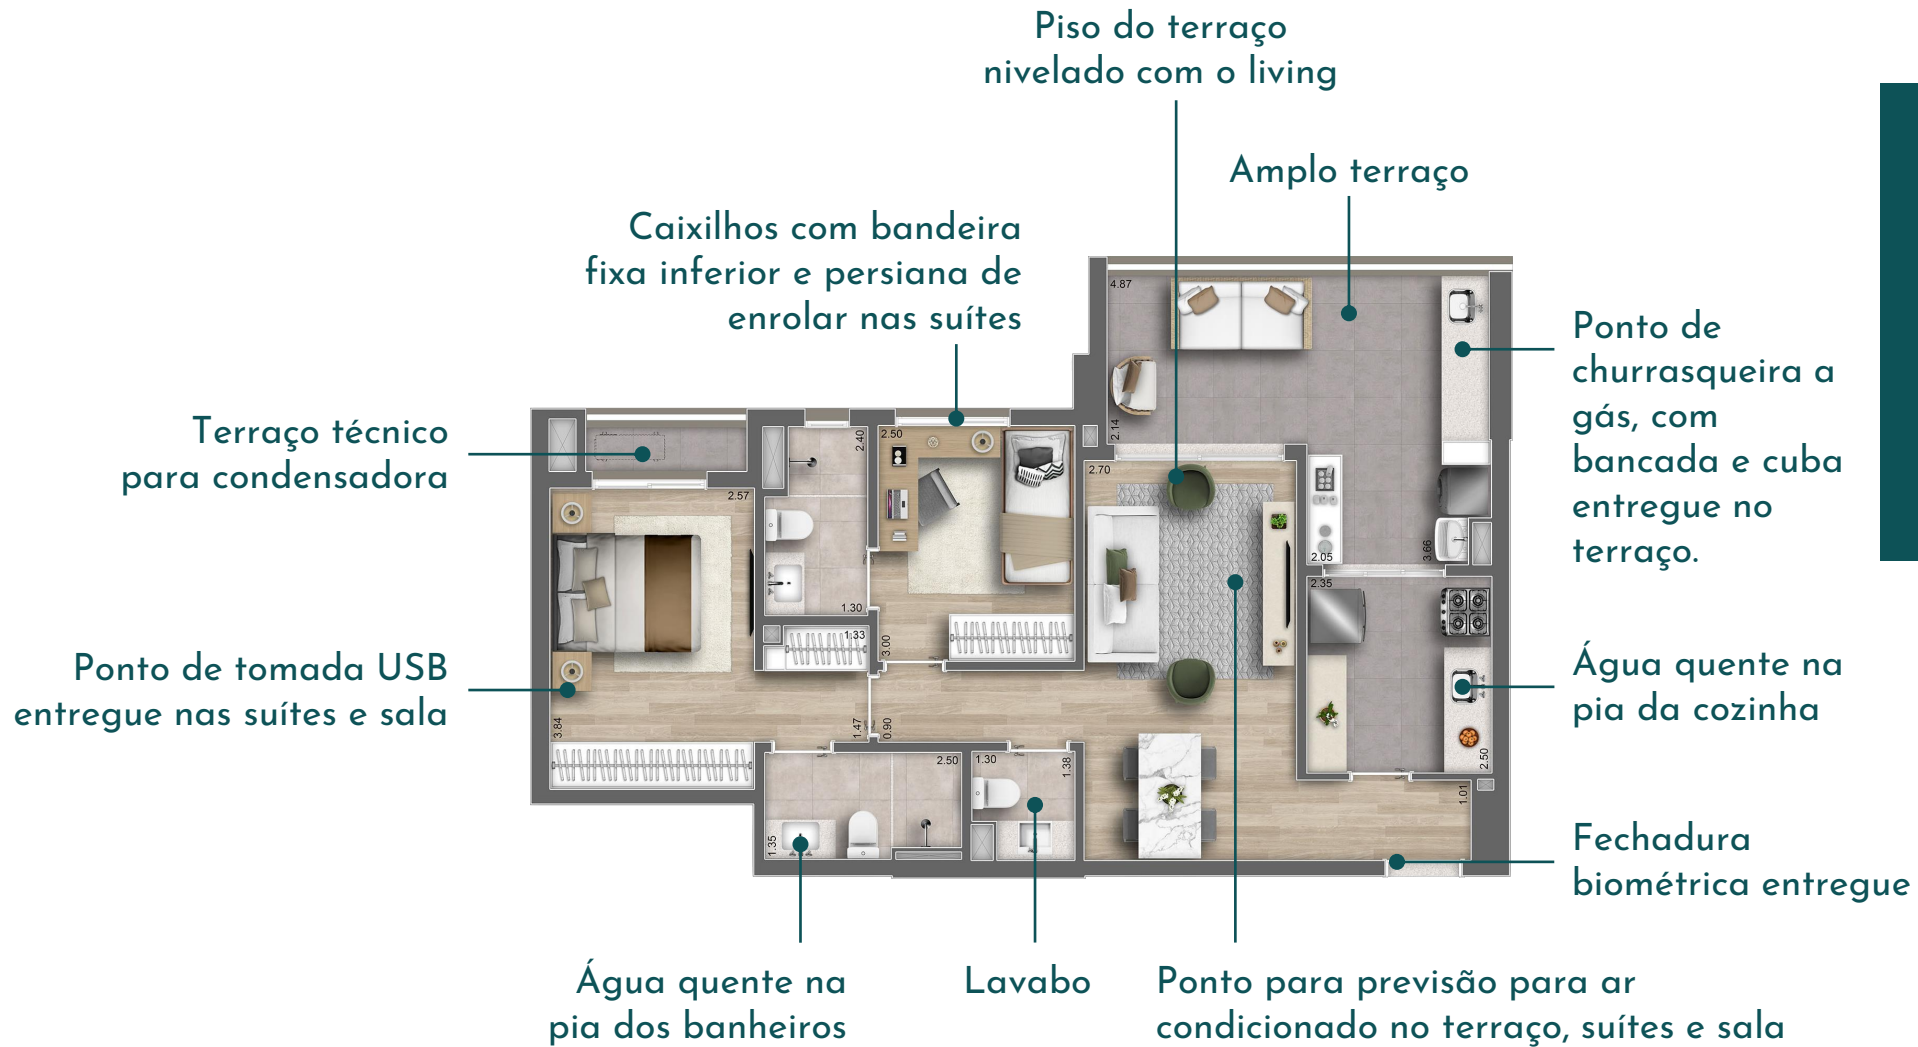 Piso do terraço
nivelado com o living
Amplo terraço
Caixilhos com bandeira
fixa inferior e persiana de
enrolar nas suítes
Ponto de
churrasqueira a
gás, com
bancada e cuba
entregue no
terraço.
Terraço técnico
para condensadora
Ponto de tomada USB
entregue nas suítes e sala
Água quente na
pia da cozinha
Fechadura
biométrica entregue
Água quente na
pia dos banheiros
Lavabo
Ponto para previsão para ar
condicionado no terraço, suítes e sala
4.87
2.14
2.40
2.50
2.70
2.57
2.05
3.66
2.35
1.30
1.33
3.00
3.84
1.47
0.90
2.50
1.30
1.38
2.50
1.01
1.35